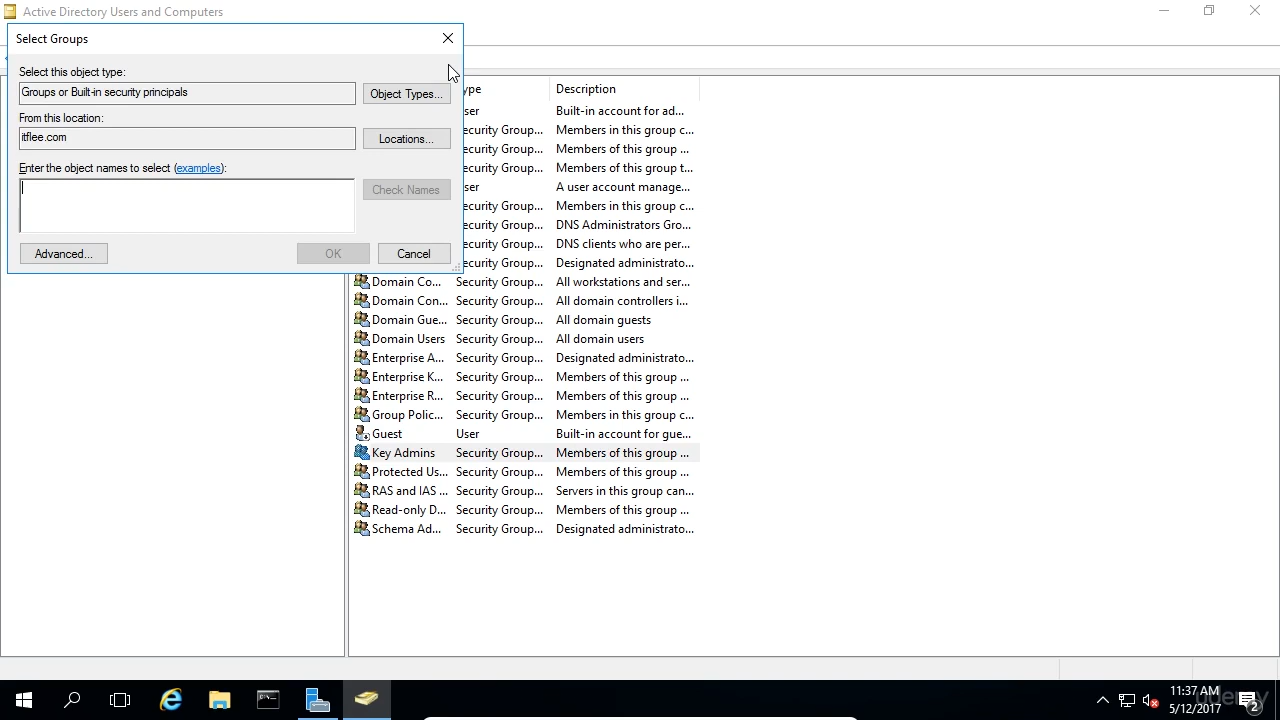 Active Directory Users and Computers
Select Groups
Select this object type:
Groups or Built-in security principals
Object Types...
From this location:
itflee.com
Locations...
Enter the object names to select (examples):
Check Names
Advanced...
OK
Cancel
ype Description
ser Built-in account for ad...
ecurity Group... Members in this group c...
ecurity Group... Members of this group ...
ecurity Group... Members of this group t...
ser A user account manage...
ecurity Group... Members in this group c...
ecurity Group... DNS Administrators Gro...
ecurity Group... DNS clients who are per...
ecurity Group... Designated administrato...
Domain Co... Security Group... All workstations and ser...
Domain Con... Security Group... All domain controllers i...
Domain Gue... Security Group... All domain guests
Domain Users Security Group... All domain users
Enterprise A... Security Group... Designated administrato...
Enterprise K... Security Group... Members of this group ...
Enterprise R... Security Group... Members of this group ...
Group Polic... Security Group... Members in this group c...
Guest User Built-in account for gue...
Key Admins Security Group... Members of this group ...
Protected Us... Security Group... Members of this group ...
RAS and IAS ... Security Group... Servers in this group can...
Read-only D... Security Group... Members of this group ...
Schema Ad... Security Group... Designated administrato...
11:37 AM
5/12/2017
2
udemy